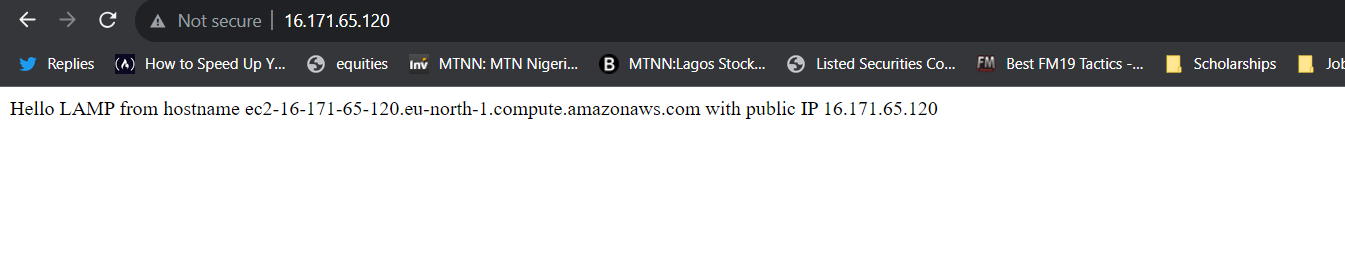 Not secure 16.171.65.120
Replies (A) How to Speed Up Y... equities Inv MTNN: MTN Nigeri... B MTNN:Lagos Stock... Listed Securities Co... FM Best FM19 Tactics -... Scholarships Job
Hello LAMP from hostname ec2-16-171-65-120.eu-north-1.compute.amazonaws.com with public IP 16.171.65.120